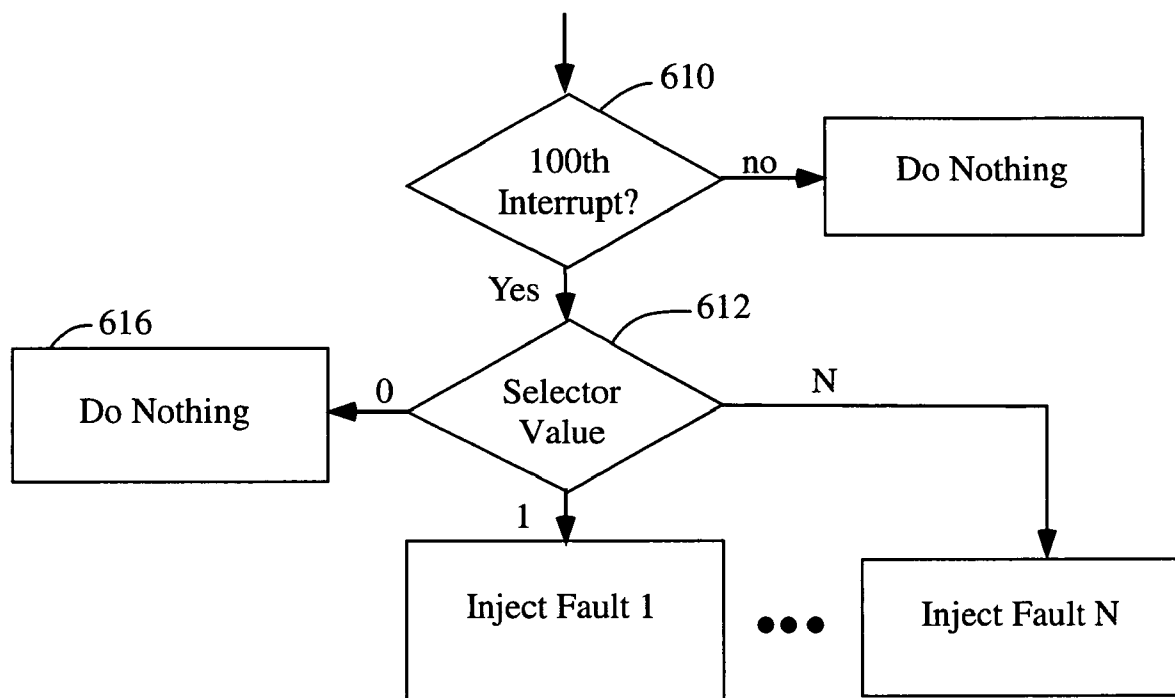 610
100th
Interrupt?
no
Do Nothing
Yes
616
612
Do Nothing
0
Selector
Value
N
1
Inject Fault 1
Inject Fault N